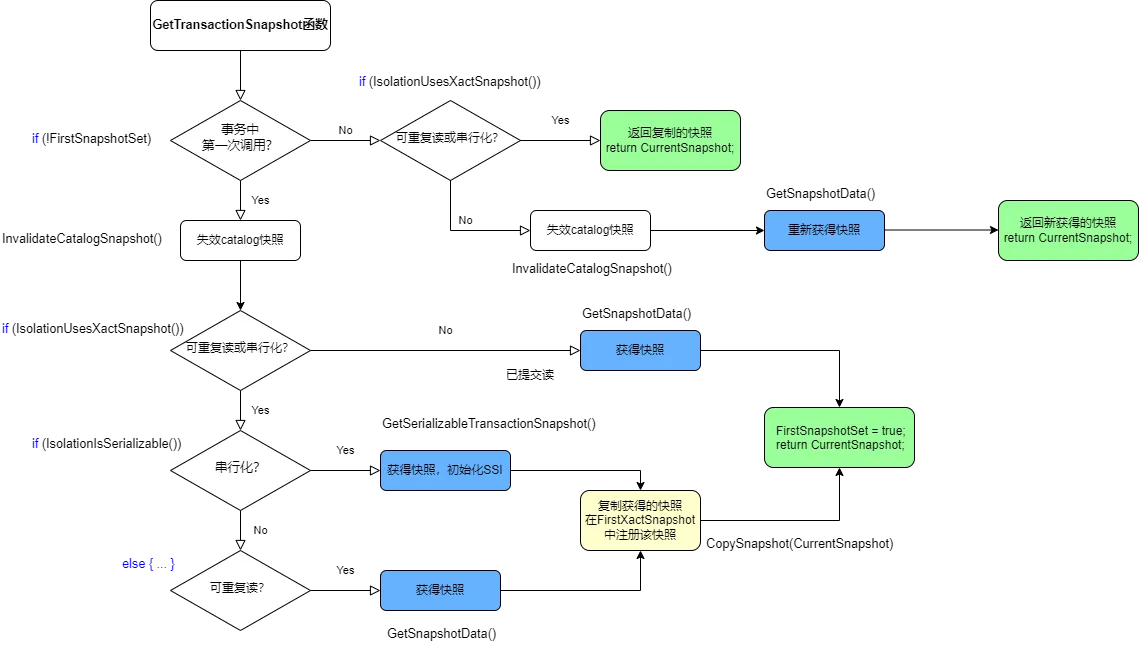 GetTransactionSnapshot函数
if (IsolationUsesXactSnapshot())
if (!FirstSnapshotSet)
事务中
第一次调用?
No
可重复读或串行化?
Yes
返回复制的快照
return CurrentSnapshot;
Yes
No
InvalidateCatalogSnapshot()
失效catalog快照
失效catalog快照
InvalidateCatalogSnapshot()
GetSnapshotData()
重新获得快照
返回新获得的快照
return CurrentSnapshot;
if (IsolationUsesXactSnapshot())
可重复读或串行化?
No
已提交读
GetSnapshotData()
获得快照
Yes
FirstSnapshotSet = true;
return CurrentSnapshot;
if (IsolationIsSerializable())
串行化?
Yes
GetSerializableTransactionSnapshot()
获得快照，初始化SSI
复制获得的快照
在FirstXactSnapshot
中注册该快照
CopySnapshot(CurrentSnapshot)
No
else { ... }
可重复读?
Yes
获得快照
GetSnapshotData()